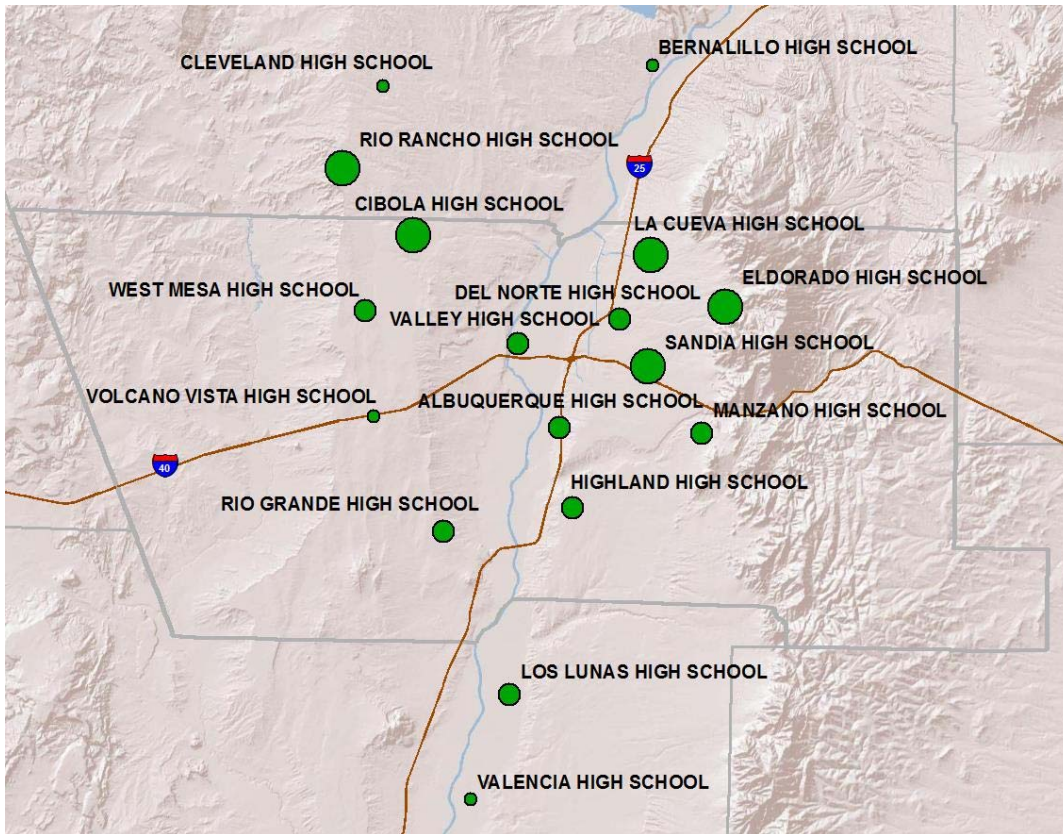 BERNALILLO HIGH SCHOOL
CLEVELAND HIGH SCHOOL
RIO RANCHO HIGH SCHOOL
25
CIBOLA HIGH SCHOOL
LA CUEVA HIGH SCHOOL
ELDORADO HIGH SCHOOL
WEST MESA HIGH SCHOOL
DEL NORTE HIGH SCHOOL
VALLEY HIGH SCHOOL
SANDIA HIGH SCHOOL
VOLCANO VISTA HIGH SCHOOL
ALBUQUERQUE HIGH SCHOOL
MANZANO HIGH SCHOOL
40
HIGHLAND HIGH SCHOOL
RIO GRANDE HIGH SCHOOL
LOS LUNAS HIGH SCHOOL
VALENCIA HIGH SCHOOL